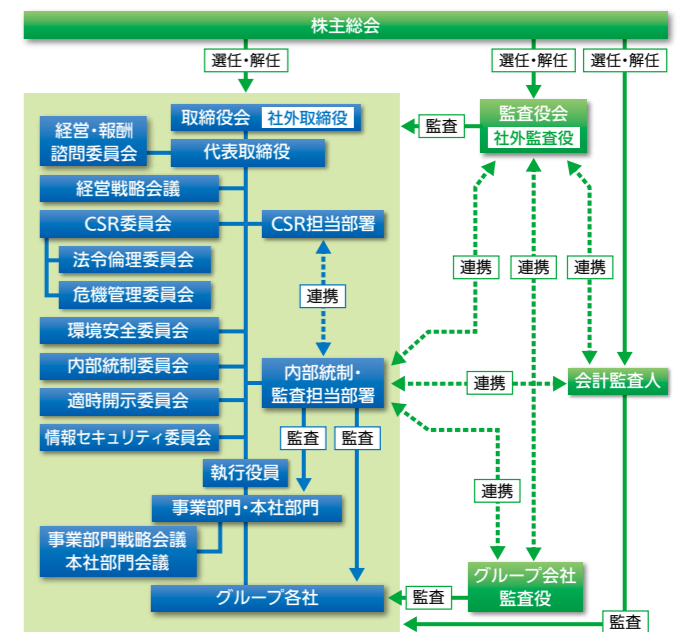 株主総会
選任・解任
選任・解任
選任・解任
取締役会 社外取締役
監査
監査役会
社外監査役
経営・報酬
諮問委員会
代表取締役
経営戦略会議
CSR委員会
CSR担当部署
法令倫理委員会
危機管理委員会
連携
連携
連携
連携
環境安全委員会
内部統制委員会
内部統制・
監査担当部署
連携
会計監査人
適時開示委員会
情報セキュリティ委員会
監査
監査
執行役員
連携
事業部門・本社部門
事業部門戦略会議
本社部門会議
グループ各社
監査
グループ会社
監査役
監査